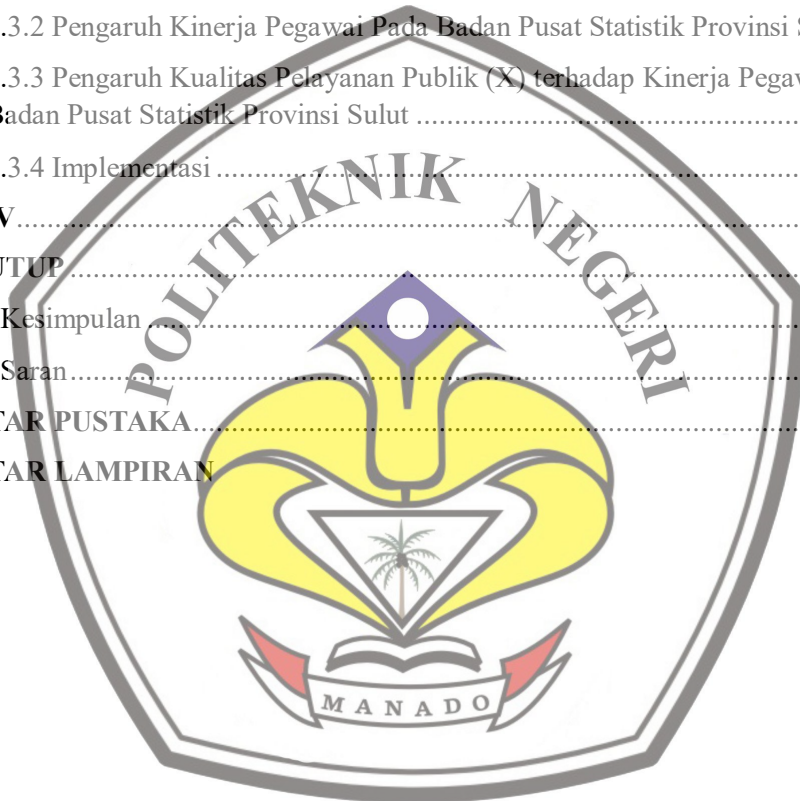 .3.2 Pengaruh Kinerja Pegawai Pada Badan Pusat Statistik Provinsi S
.3.3 Pengaruh Kualitas Pelayanan Publik (X) terhadap Kinerja Pegaw
Badan Pusat Statistik Provinsi Sulut ........................................................
.3.4 Implementasi ...................................................................................
V ...............................................................................................................
UTUP .......................................................................................................
Kesimpulan ..............................................................................................
Saran ........................................................................................................
TAR PUSTAKA .......................................................................................
TAR LAMPIRAN
POLITEKNIK NEGERI
MANADO